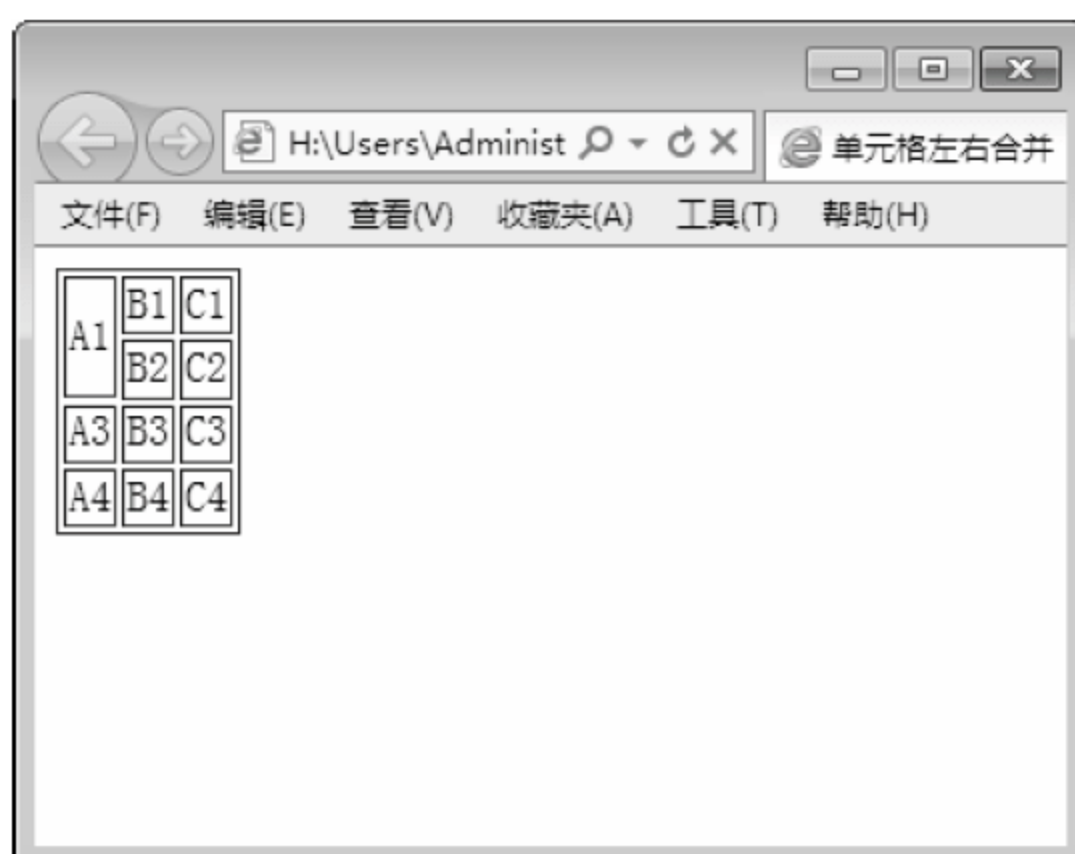 H:\Users\Administ
单元格左右合并
文件(F) 编辑(E) 查看(V) 收藏夹(A) 工具(T) 帮助(H)
A1 B1 C1
B2 C2
A3 B3 C3
A4 B4 C4